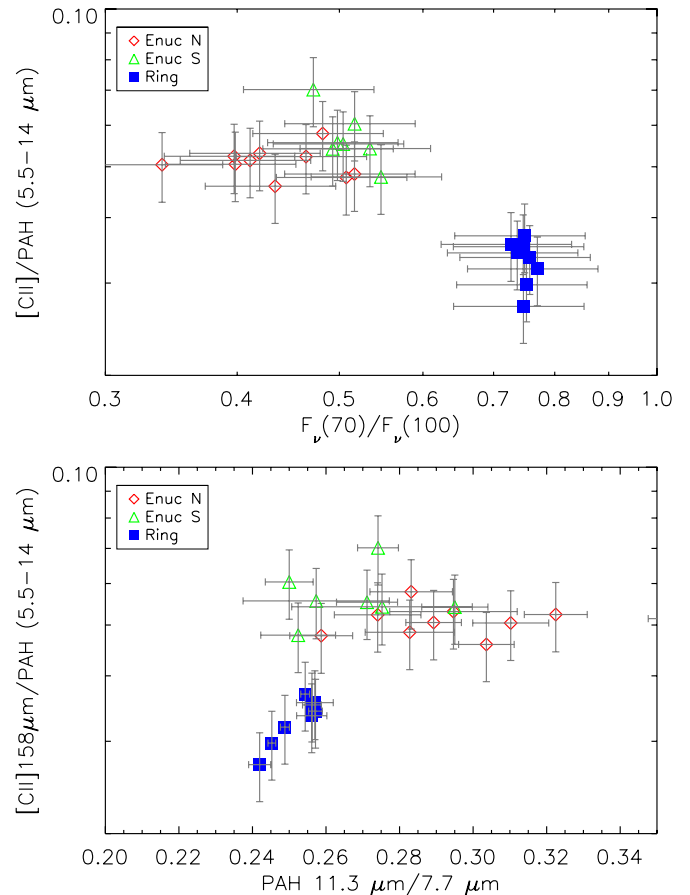 0.10
Enuc N
Enuc S
Ring
[CII]/PAH (5.5-14 μm)
0.3 0.4 0.5 0.6 0.7 0.8 0.9 1.0
Fν(70)/Fν(100)
0.10
Enuc N
Enuc S
Ring
[CII]158μm/PAH (5.5-14 μm)
0.20 0.22 0.24 0.26 0.28 0.30 0.32 0.34
PAH 11.3 μm/7.7 μm